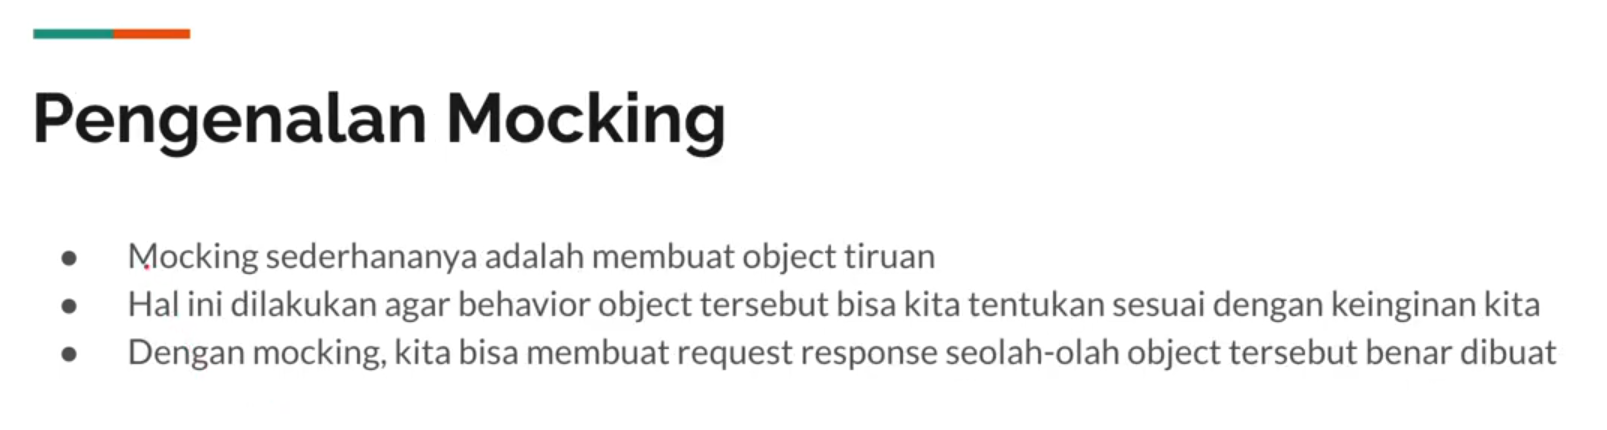 Pengenalan Mocking
● Mocking sederhananya adalah membuat object tiruan
● Hal ini dilakukan agar behavior object tersebut bisa kita tentukan sesuai dengan keinginan kita
● Dengan mocking, kita bisa membuat request response seolah-olah object tersebut benar dibuat